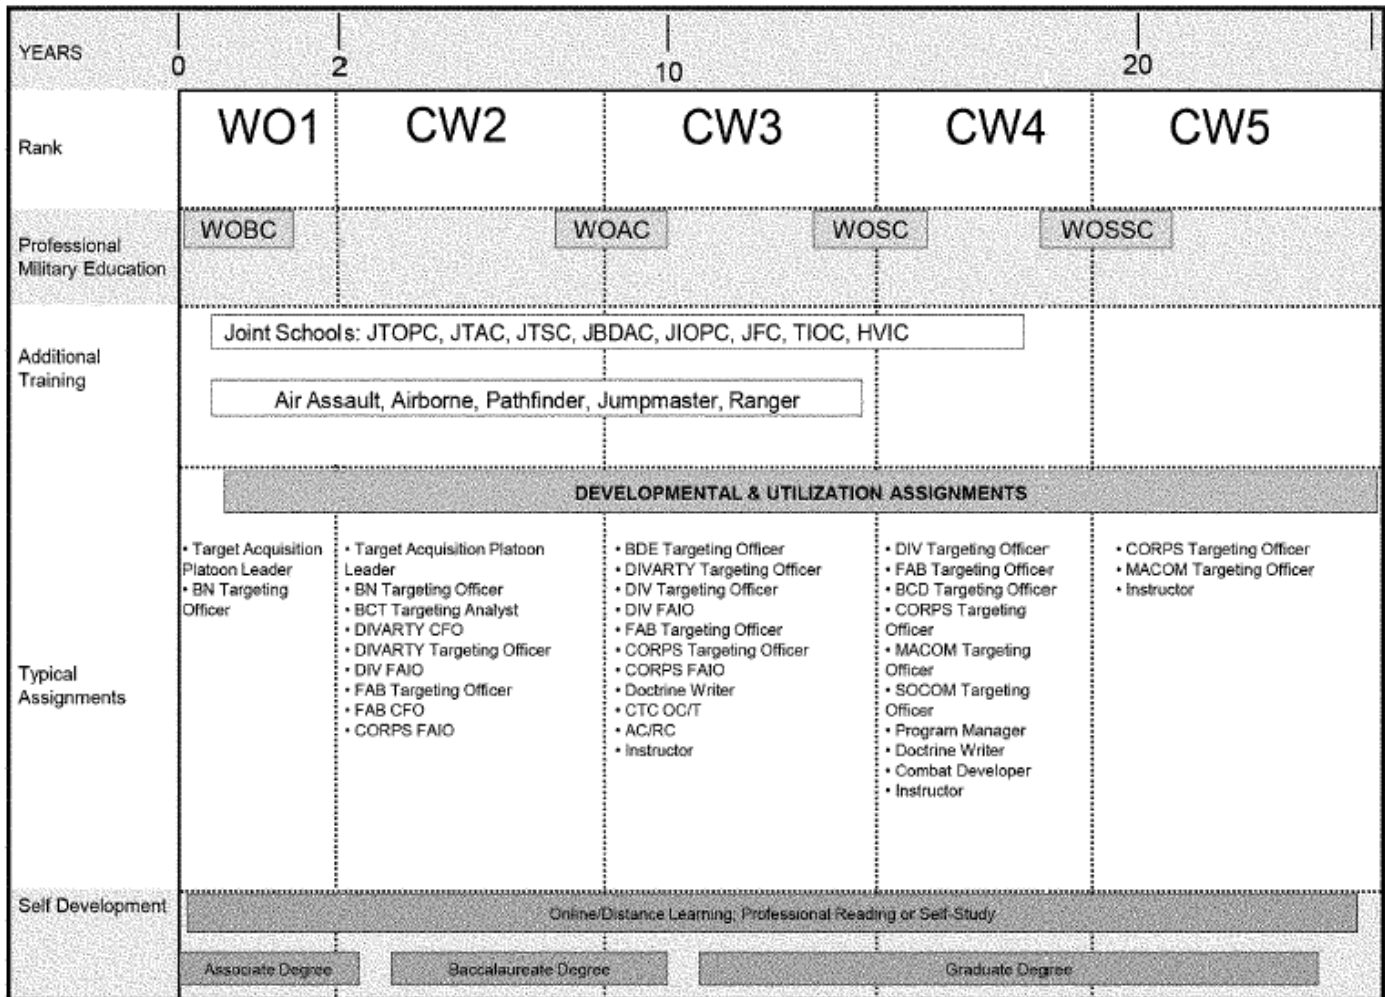 YEARS
0
2
10
20
Rank
WO1
CW2
CW3
CW4
CW5
Professional
Military Education
WOBC
WOAC
WOSC
WOSSC
Additional
Training
Joint Schools: JTOPC, JTAC, JTSC, JBDAC, JIOPC, JFC, TIOC, HVIC
Air Assault, Airborne, Pathfinder, Jumpmaster, Ranger
DEVELOPMENTAL & UTILIZATION ASSIGNMENTS
Typical
Assignments
• Target Acquisition
Platoon Leader
• BN Targeting
Officer
• Target Acquisition Platoon
Leader
• BN Targeting Officer
• BCT Targeting Analyst
• DIVARTY CFO
• DIVARTY Targeting Officer
• DIV FAIO
• FAB Targeting Officer
• FAB CFO
• CORPS FAIO
• BDE Targeting Officer
• DIVARTY Targeting Officer
• DIV Targeting Officer
• DIV FAIO
• FAB Targeting Officer
• CORPS Targeting Officer
• CORPS FAIO
• Doctrine Writer
• CTC OC/T
• AC/RC
• Instructor
• DIV Targeting Officer
• FAB Targeting Officer
• BCD Targeting Officer
• CORPS Targeting
Officer
• MACOM Targeting
Officer
• SOCOM Targeting
Officer
• Program Manager
• Doctrine Writer
• Combat Developer
• Instructor
• CORPS Targeting Officer
• MACOM Targeting Officer
• Instructor
Self Development
Online/Distance Learning; Professional Reading or Self-Study
Associate Degree
Baccalaureate Degree
Graduate Degree